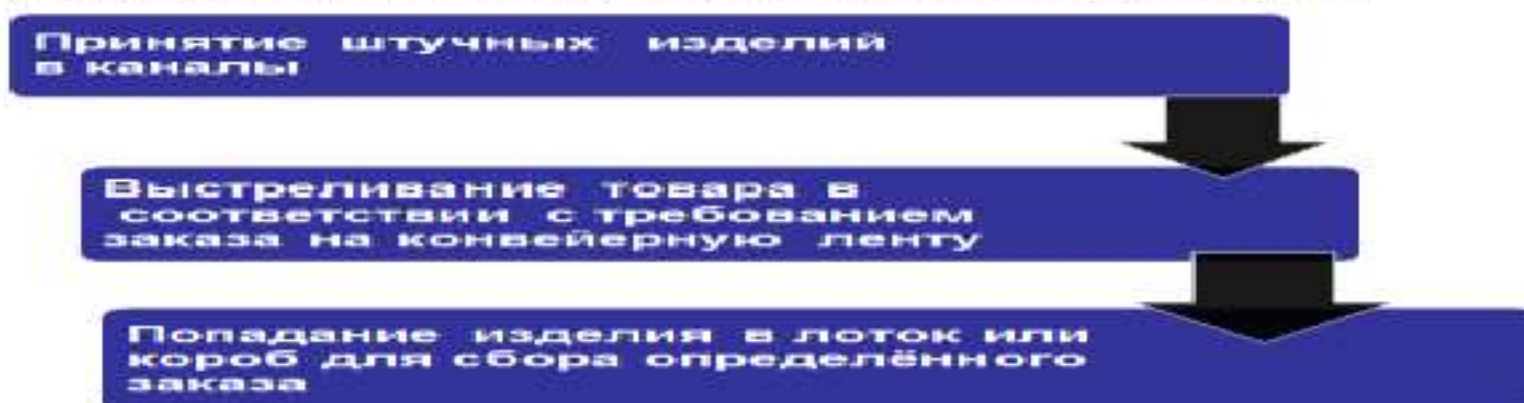 Принятие штучных изделий
в каналы
Выстреливание товара в
соответствии с требованием
заказа на конвейерную ленту
Попадание изделия в лоток или
короб для сбора определённого
заказа